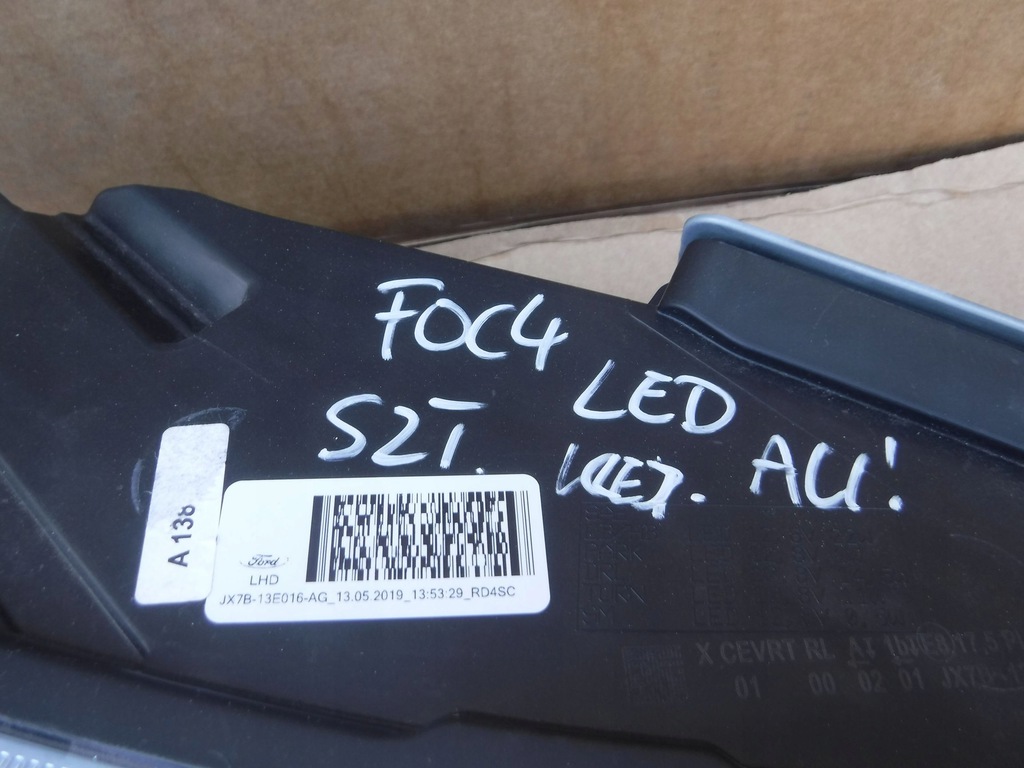 FOC4
LED
SZT.
AU!
A 138
Ford
LHD
JX7B-13E016-AG_13.05.2019_13:53:29_RD4SC
X CEVRT RL
01 00 02 01